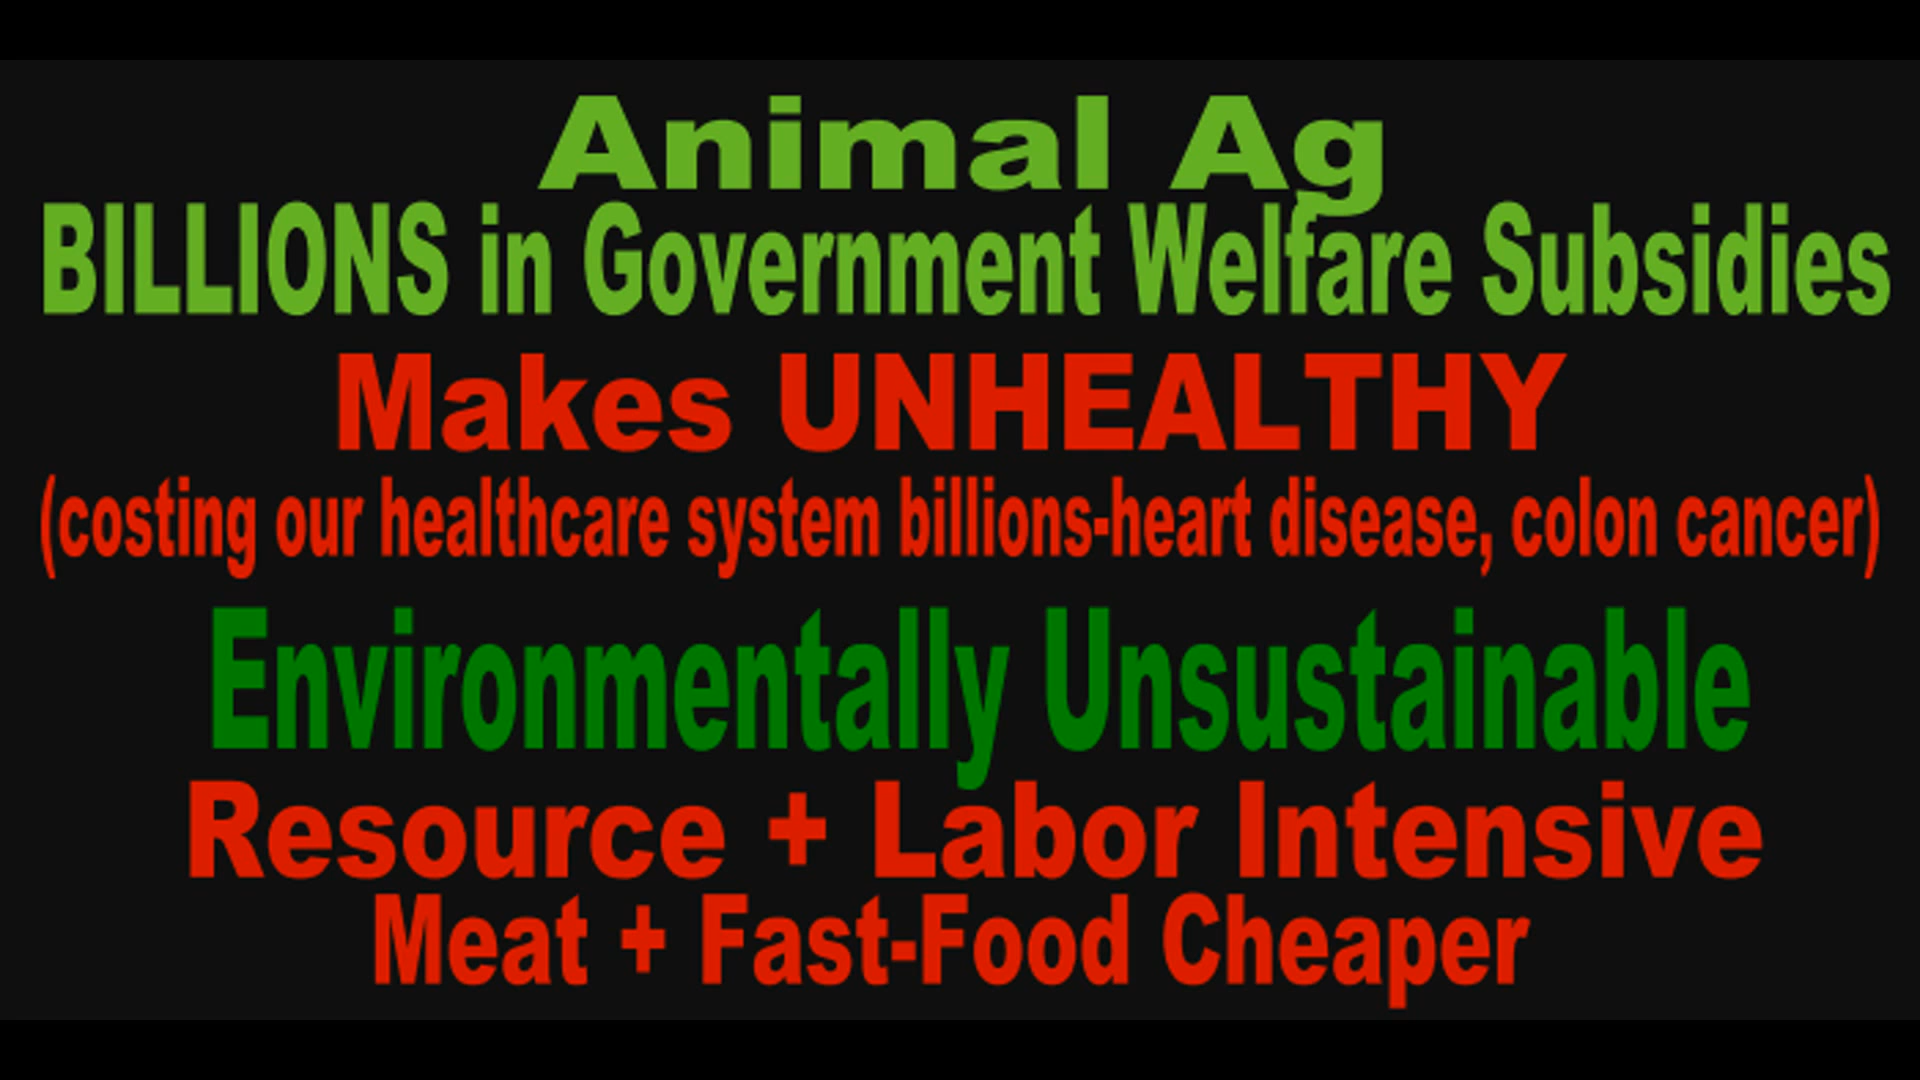 Animal Ag
BILLIONS in Government Welfare Subsidies
Makes UNHEALTHY
(costing our healthcare system billions-heart disease, colon cancer)
Environmentally Unsustainable
Resource + Labor Intensive
Meat + Fast-Food Cheaper